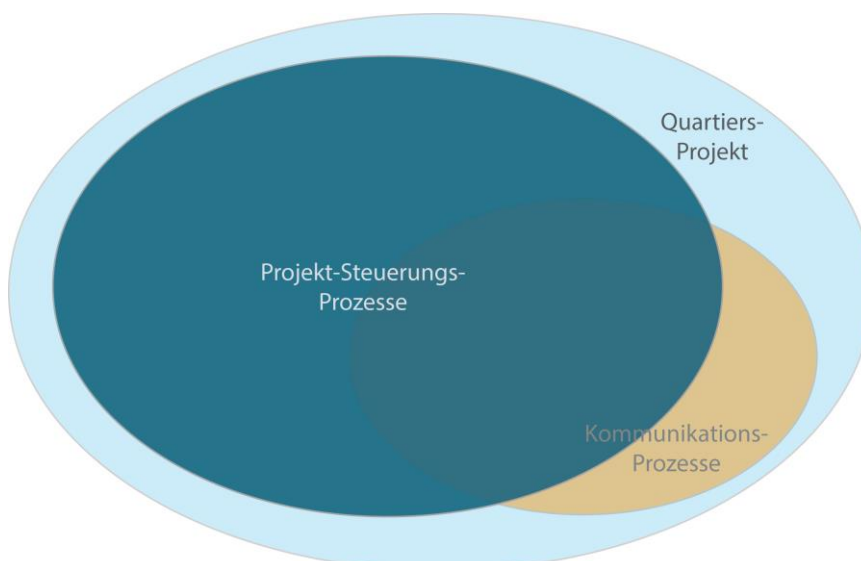 Quartiers-
Projekt
Projekt-Steuerungs-
Prozesse
Kommunikations-
Prozesse